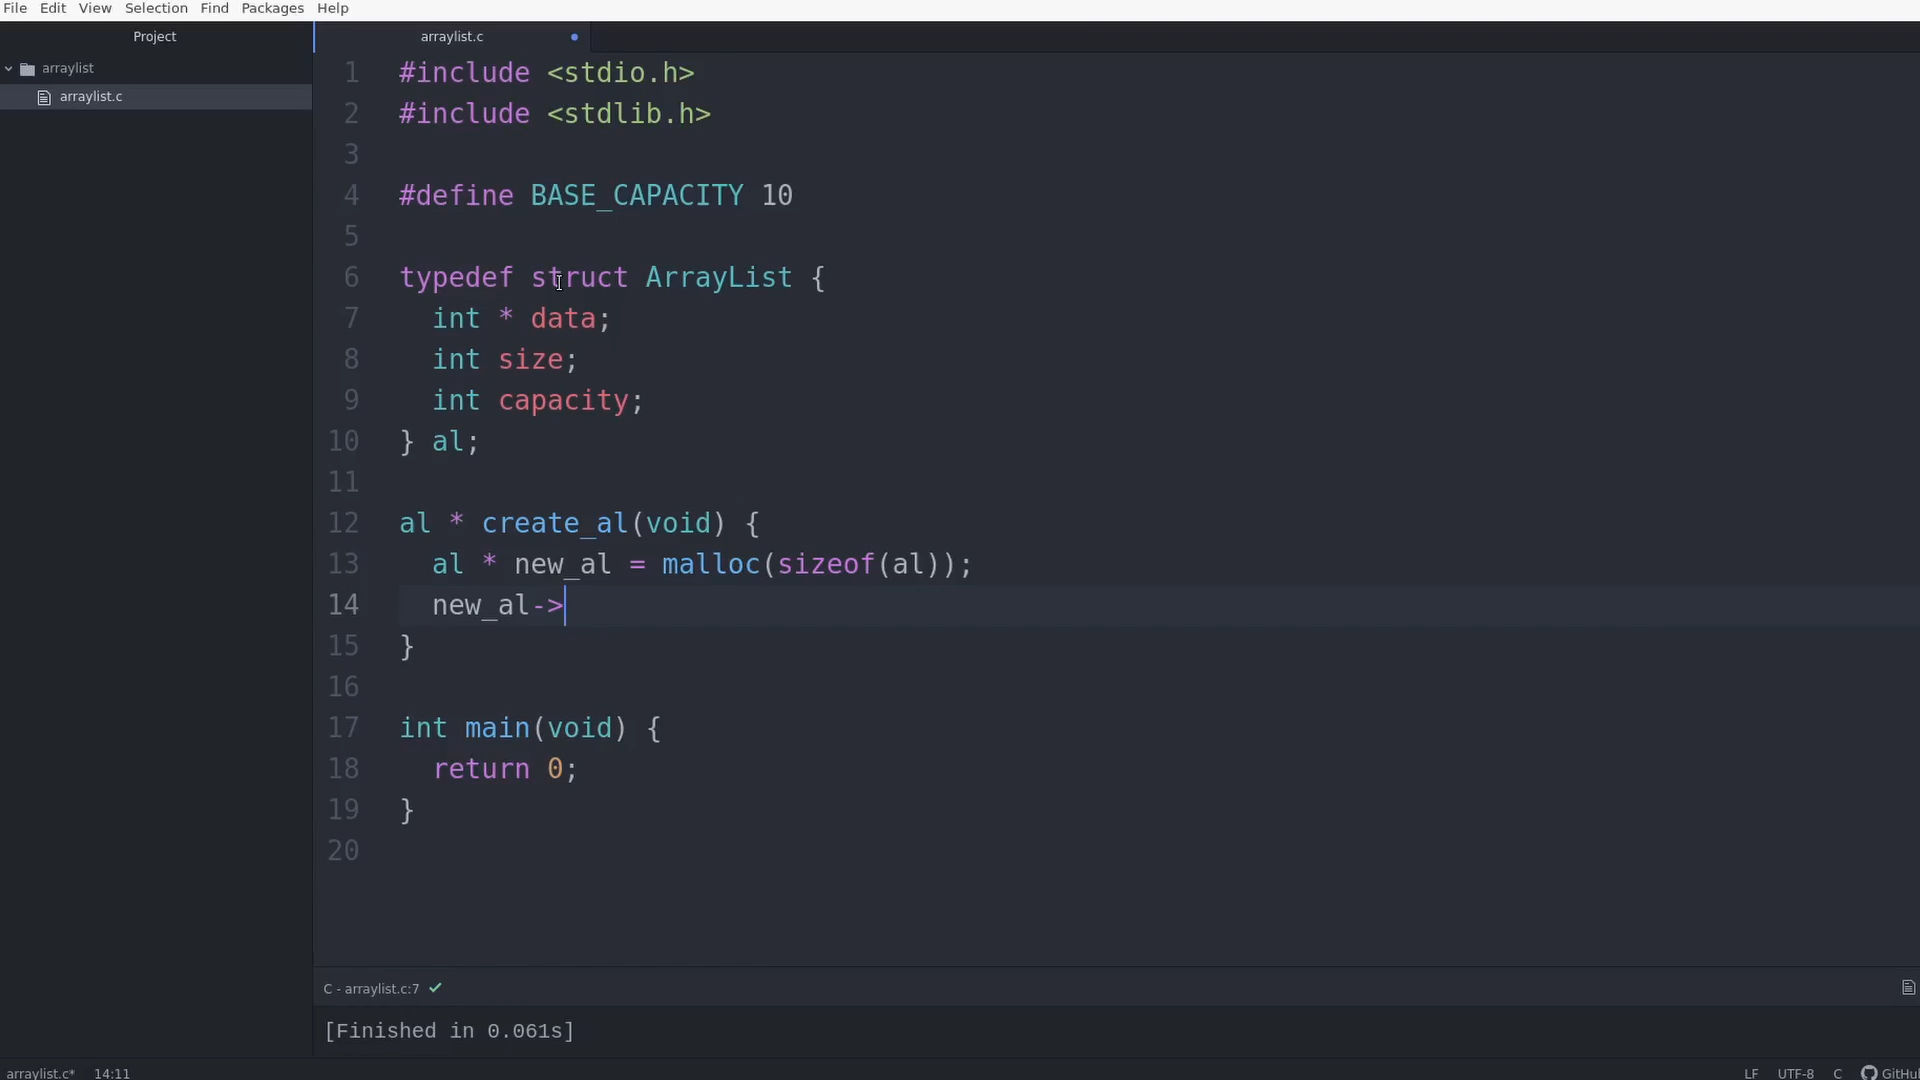 File Edit View Selection Find Packages Help
Project
arraylist
arraylist.c
arraylist.c
1 #include <stdio.h>
2 #include <stdlib.h>
3
4 #define BASE_CAPACITY 10
5
6 typedef struct ArrayList {
7   int * data;
8   int size;
9   int capacity;
10 } al;
11
12 al * create_al(void) {
13   al * new_al = malloc(sizeof(al));
14   new_al->
15 }
16
17 int main(void) {
18   return 0;
19 }
20
C - arraylist.c:7
[Finished in 0.061s]
arraylist.c* 14:11 LF UTF-8 C GitHu